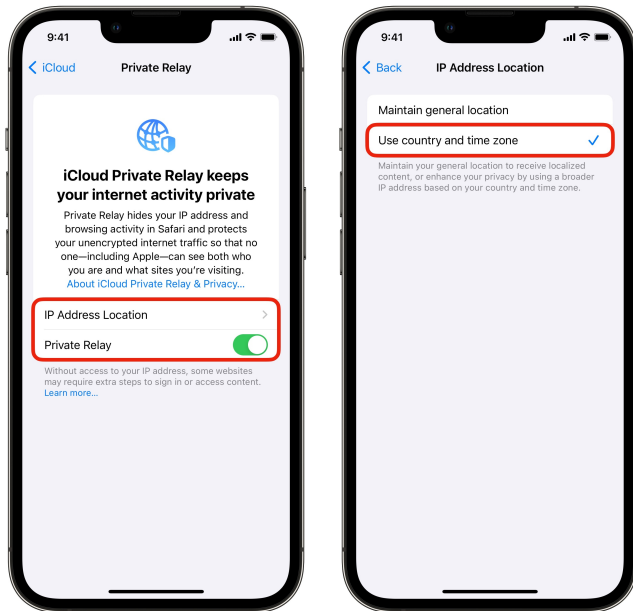 9:41
iCloud
Private Relay
iCloud Private Relay keeps
your internet activity private
Private Relay hides your IP address and
browsing activity in Safari and protects
your unencrypted internet traffic so that no
one—including Apple—can see both who
you are and what sites you’re visiting.
About iCloud Private Relay & Privacy...
IP Address Location
Private Relay
Without access to your IP address, some websites
may require extra steps to sign in or access content.
Learn more...
9:41
Back
IP Address Location
Maintain general location
Use country and time zone
Maintain your general location to receive localized
content, or enhance your privacy by using a broader
IP address based on your country and time zone.